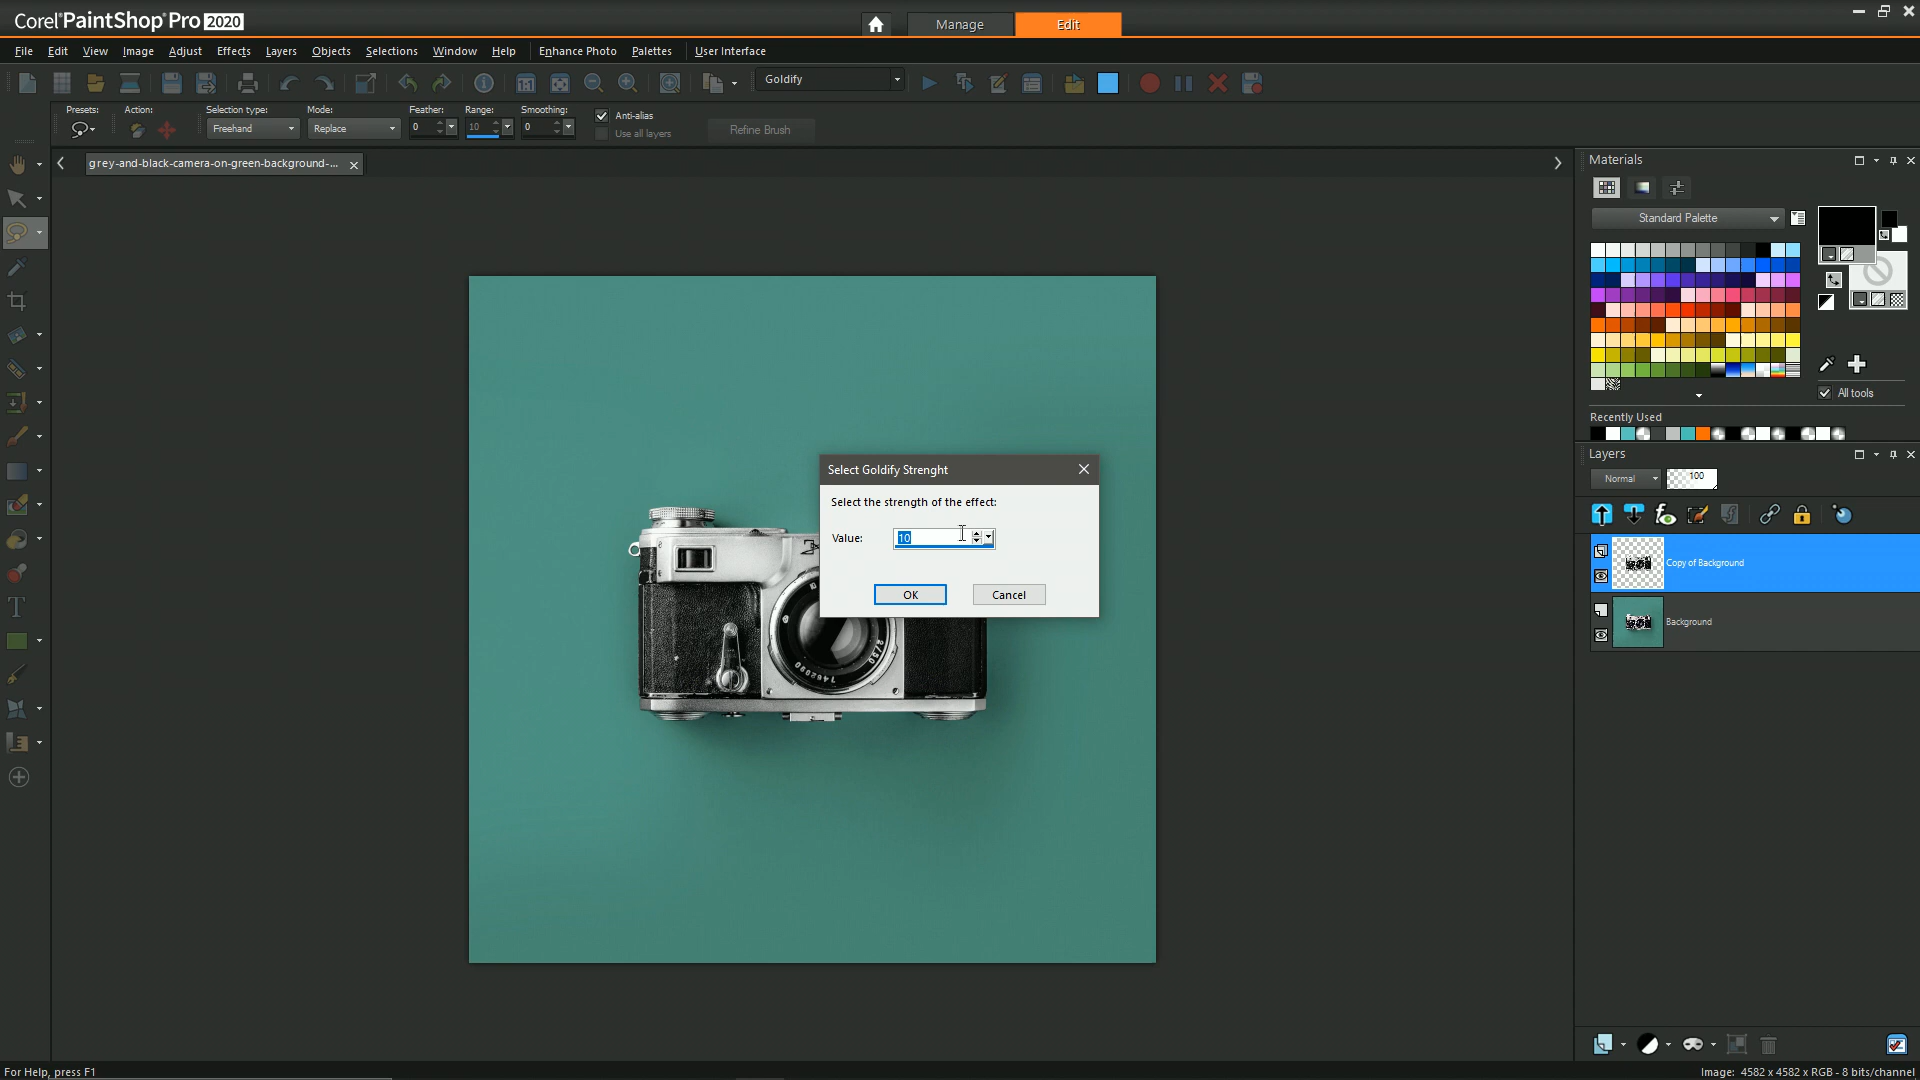 Corel PaintShop Pro 2020
Manage
Edit
File Edit View Image Adjust Effects Layers Objects Selections Window Help Enhance Photo Palettes User Interface
Goldify
Presets:
Action:
Selection type:
Mode:
Feather:
Range:
Smoothing:
Anti-alias
Freehand
Replace
0
10
0
Use all layers
Refine Brush
grey-and-black-camera-on-green-background-...
Materials
Standard Palette
All tools
Recently Used
Layers
Normal
100
Copy of Background
Background
Select Goldify Strenght
Select the strength of the effect:
Value:
10
OK
Cancel
2/50
1462090
For Help, press F1
Image: 4582 x 4582 x RGB - 8 bits/channel